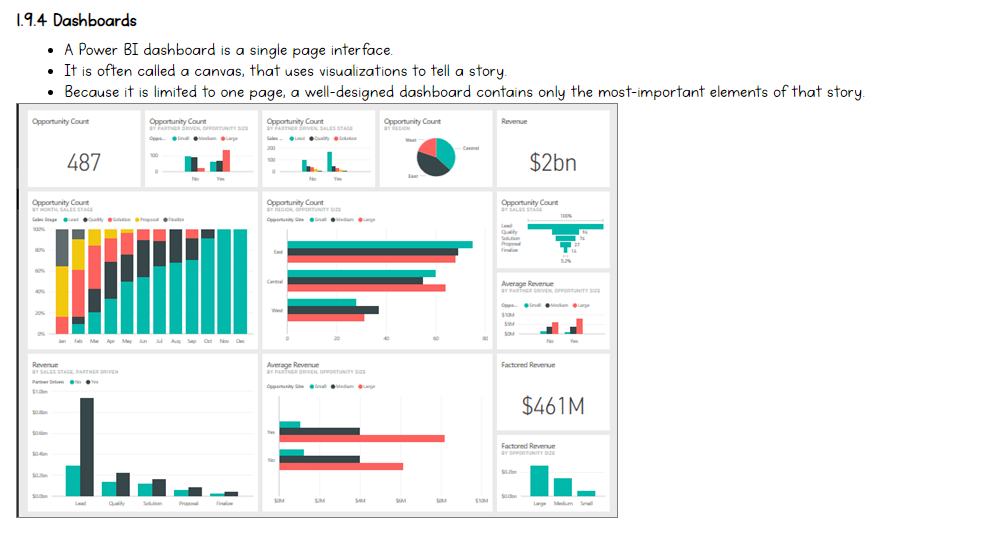 1.9.4 Dashboards
• A Power BI dashboard is a single page interface.
• It is often called a canvas, that uses visualizations to tell a story.
• Because it is limited to one page, a well-designed dashboard contains only the most-important elements of that story.
Opportunity Count
487
Opportunity Count
BY PARTNER DRIVEN, OPPORTUNITY SIZE
Oppo... Small Medium Large
100
0
No Yes
Opportunity Count
BY PARTNER DRIVEN, SALES STAGE
Sales ... Lead Qualify Solution
200
100
0
No Yes
Opportunity Count
BY REGION
West
Central
East
Revenue
$2bn
Opportunity Count
BY MONTH, SALES STAGE
Sales Stage Lead Qualify Solution Proposal Finalize
100%
80%
60%
40%
20%
0%
Jan Feb Mar Apr May Jun Jul Aug Sep Oct Nov Dec
Opportunity Count
BY REGION, OPPORTUNITY SIZE
Opportunity Size Small Medium Large
East
Central
West
0 20 40 60 80
Opportunity Count
BY SALES STAGE
100%
Lead
Qualify
Solution
Proposal
Finalize
5.2%
Average Revenue
BY PARTNER DRIVEN, OPPORTUNITY SIZE
Oppo... Small Medium Large
$10M
$5M
$0M
No Yes
Revenue
BY SALES STAGE, PARTNER DRIVEN
Partner Driven No Yes
$1.0bn
$0.8bn
$0.6bn
$0.4bn
$0.2bn
$0.0bn
Lead Qualify Solution Proposal Finalize
Average Revenue
BY PARTNER DRIVEN, OPPORTUNITY SIZE
Opportunity Size Small Medium Large
Yes
No
$0M $2M $4M $6M $8M $10M
Factored Revenue
$461M
Factored Revenue
BY OPPORTUNITY SIZE
$0.2bn
$0.0bn
Large Medium Small